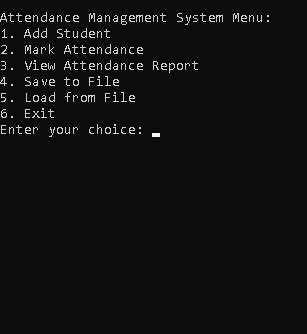 Attendance Management System Menu:
1. Add Student
2. Mark Attendance
3. View Attendance Report
4. Save to File
5. Load from File
6. Exit
Enter your choice: